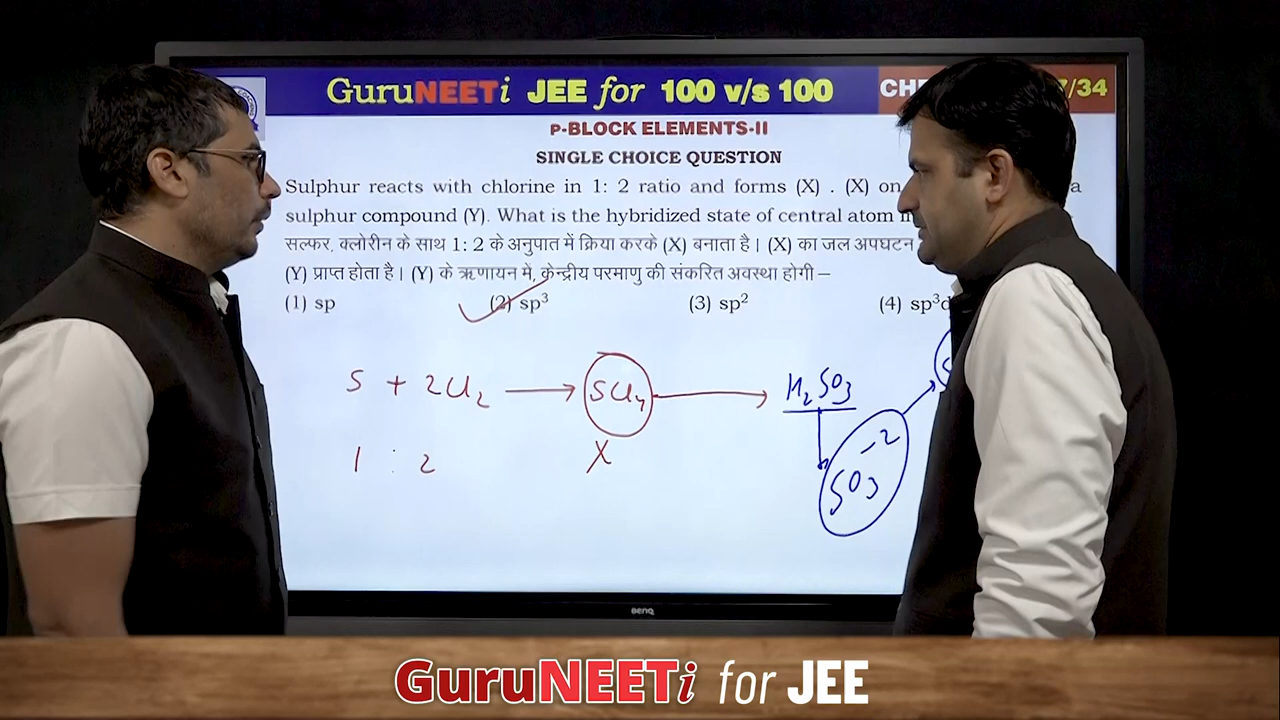 GuruNEETi JEE for 100 v/s 100
CHE 7/34
P-BLOCK ELEMENTS-II
SINGLE CHOICE QUESTION
Sulphur reacts with chlorine in 1: 2 ratio and forms (X) . (X) on a
sulphur compound (Y). What is the hybridized state of central atom
सल्फर, क्लोरीन के साथ 1: 2 के अनुपात में क्रिया करके (X) बनाता है। (X) का जल अपघटन
(Y) प्राप्त होता है। (Y) के ऋणायन में, केन्द्रीय परमाणु की संकरित अवस्था होगी –
(1) sp (2) sp³ (3) sp² (4) sp³d
S + 2Cl₂ → SCl₄ → H₂SO₃
1 : 2 X
SO₃⁻²
BenQ
GuruNEETi for JEE